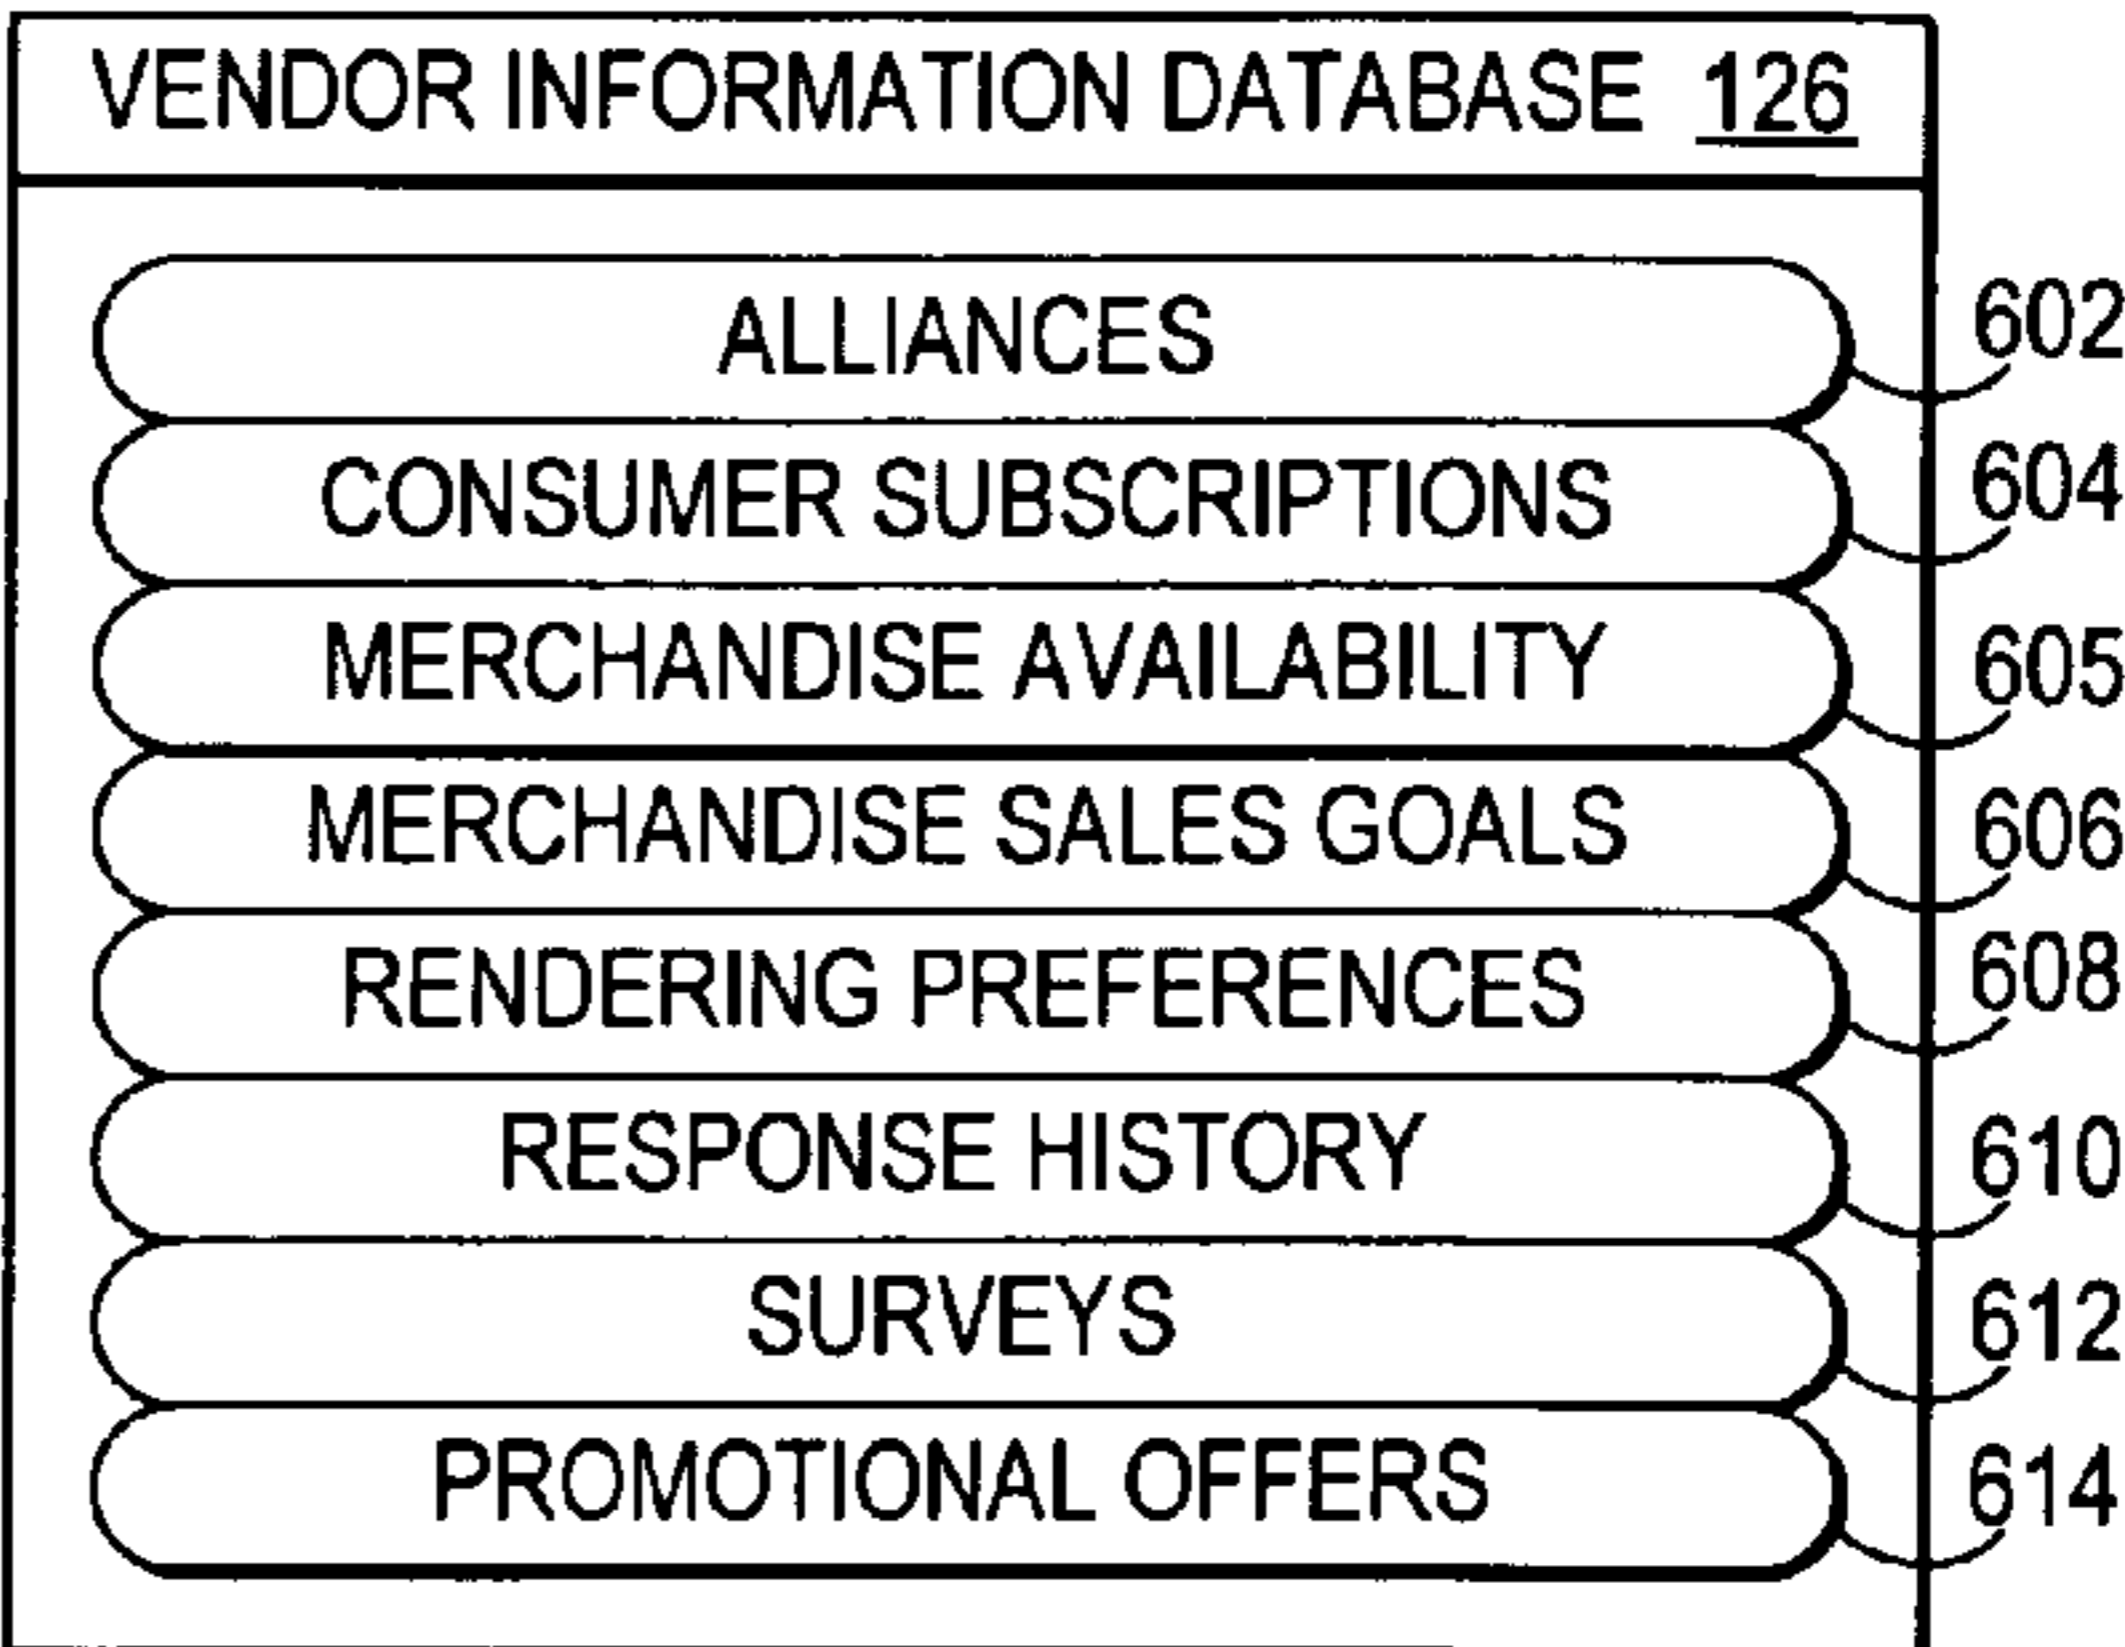 VENDOR INFORMATION DATABASE 126
ALLIANCES 602
CONSUMER SUBSCRIPTIONS 604
MERCHANDISE AVAILABILITY 605
MERCHANDISE SALES GOALS 606
RENDERING PREFERENCES 608
RESPONSE HISTORY 610
SURVEYS 612
PROMOTIONAL OFFERS 614